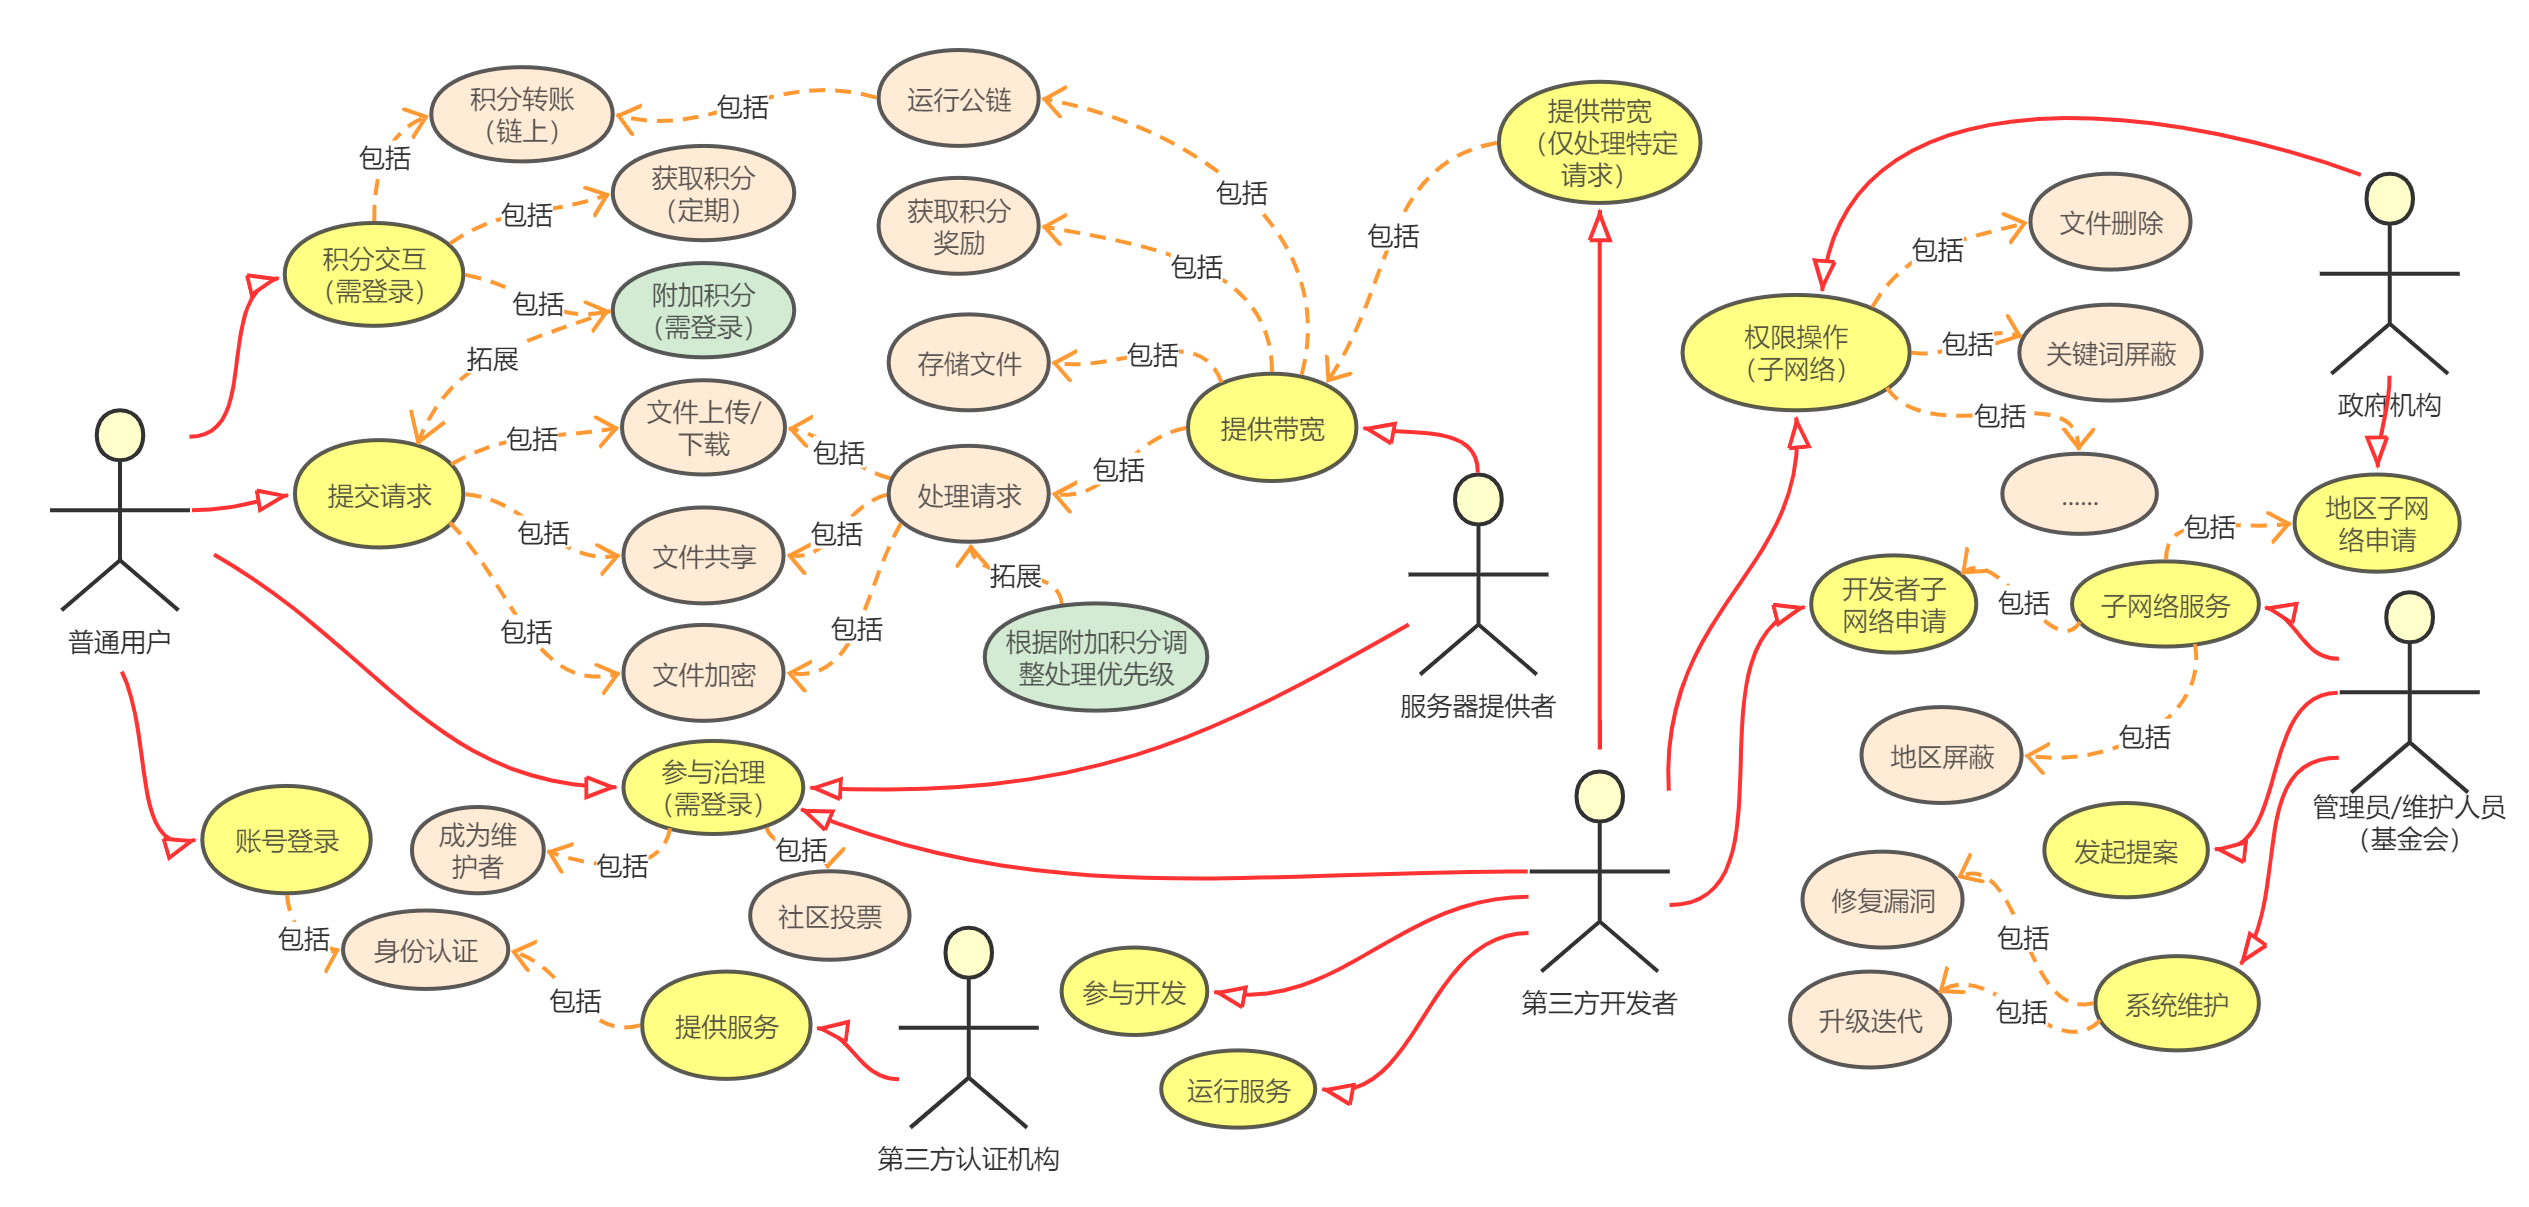 积分转账
（链上）
包括
运行公链
提供带宽
（仅处理特定
请求）
包括
获取积分
（定期）
包括
包括
获取积分
奖励
包括
包括
文件删除
包括
积分交互
（需登录）
附加积分
（需登录）
包括
拓展
存储文件
包括
权限操作
（子网络）
包括
关键词屏蔽
包括
……
政府机构
文件上传/
下载
包括
包括
提供带宽
包括
提交请求
处理请求
包括
包括
文件共享
拓展
地区子网
络申请
包括
开发者子
网络申请
包括
子网络服务
普通用户
包括
包括
文件加密
根据附加积分调
整处理优先级
服务器提供者
地区屏蔽
包括
参与治理
（需登录）
管理员/维护人员
（基金会）
账号登录
成为维
护者
包括
包括
发起提案
社区投票
修复漏洞
包括
包括
身份认证
包括
提供服务
参与开发
第三方开发者
升级迭代
包括
系统维护
运行服务
第三方认证机构